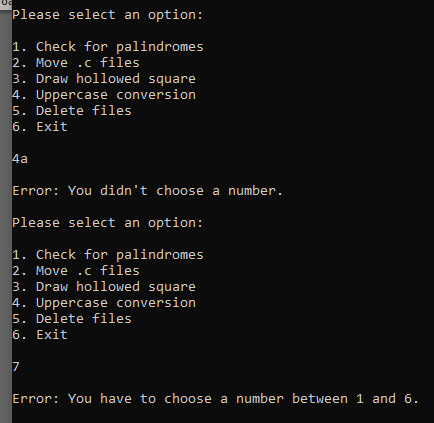 Please select an option:
1. Check for palindromes
2. Move .c files
3. Draw hollowed square
4. Uppercase conversion
5. Delete files
6. Exit
4a
Error: You didn't choose a number.
Please select an option:
1. Check for palindromes
2. Move .c files
3. Draw hollowed square
4. Uppercase conversion
5. Delete files
6. Exit
7
Error: You have to choose a number between 1 and 6.